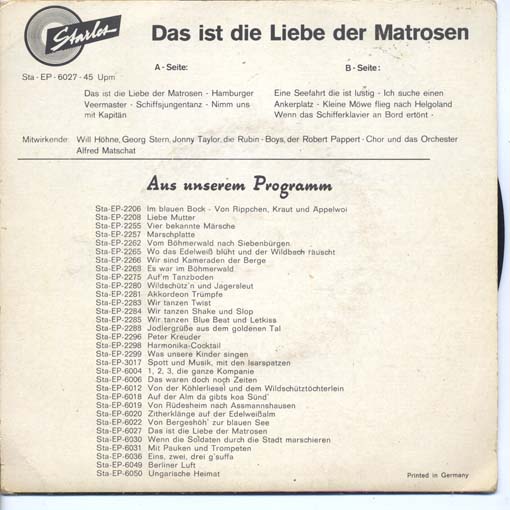 Starlet
Das ist die Liebe der Matrosen
A - Seite:
B - Seite:
Sta - EP - 6027 - 45 Upm
Das ist die Liebe der Matrosen - Hamburger
Veermaster - Schiffsjungentanz - Nimm uns
mit Kapitän
Eine Seefahrt die ist lustig - Ich suche einen
Ankerplatz - Kleine Möwe flieg nach Helgoland
Wenn das Schifferklavier an Bord ertönt -
Mitwirkende: Will Höhne, Georg Stern, Jonny Taylor, die Rubin - Boys, der Robert Pappert - Chor und das Orchester
Alfred Matschat
Aus unserem Programm
Sta-EP-2206 Im blauen Bock - Von Rippchen, Kraut und Appelwoi
Sta-EP-2208 Liebe Mutter
Sta-EP-2255 Vier bekannte Märsche
Sta-EP-2257 Marschplatte
Sta-EP-2262 Vom Böhmerwald nach Siebenbürgen
Sta-EP-2265 Wo das Edelweiß blüht und der Wildbach rauscht
Sta-EP-2266 Wir sind Kameraden der Berge
Sta-EP-2269 Es war im Böhmerwald
Sta-EP-2275 Auf'm Tanzboden
Sta-EP-2280 Wildschütz'n und Jagersleut
Sta-EP-2281 Akkordeon Trümpfe
Sta-EP-2283 Wir tanzen Twist
Sta-EP-2284 Wir tanzen Shake und Slop
Sta-EP-2285 Wir tanzen Blue Beat und Letkiss
Sta-EP-2288 Jodlergrüße aus dem goldenen Tal
Sta-EP-2296 Peter Kreuder
Sta-EP-2298 Harmonika-Cocktail
Sta-EP-2299 Was unsere Kinder singen
Sta-EP-3017 Spott und Musik, mit den Isarspatzen
Sta-EP-6004 1, 2, 3, die ganze Kompanie
Sta-EP-6006 Das waren doch noch Zeiten
Sta-EP-6012 Von der Köhlerliesel und dem Wildschütztöchterlein
Sta-EP-6018 Auf der Alm da gibts koa Sünd'
Sta-EP-6019 Von Rüdesheim nach Assmannshausen
Sta-EP-6020 Zitherklänge auf der Edelweißalm
Sta-EP-6022 Von Bergeshöh' zur blauen See
Sta-EP-6027 Das ist die Liebe der Matrosen
Sta-EP-6030 Wenn die Soldaten durch die Stadt marschieren
Sta-EP-6031 Mit Pauken und Trompeten
Sta-EP-6036 Eins, zwei, drei g'suffa
Sta-EP-6049 Berliner Luft
Sta-EP-6050 Ungarische Heimat
Printed in Germany